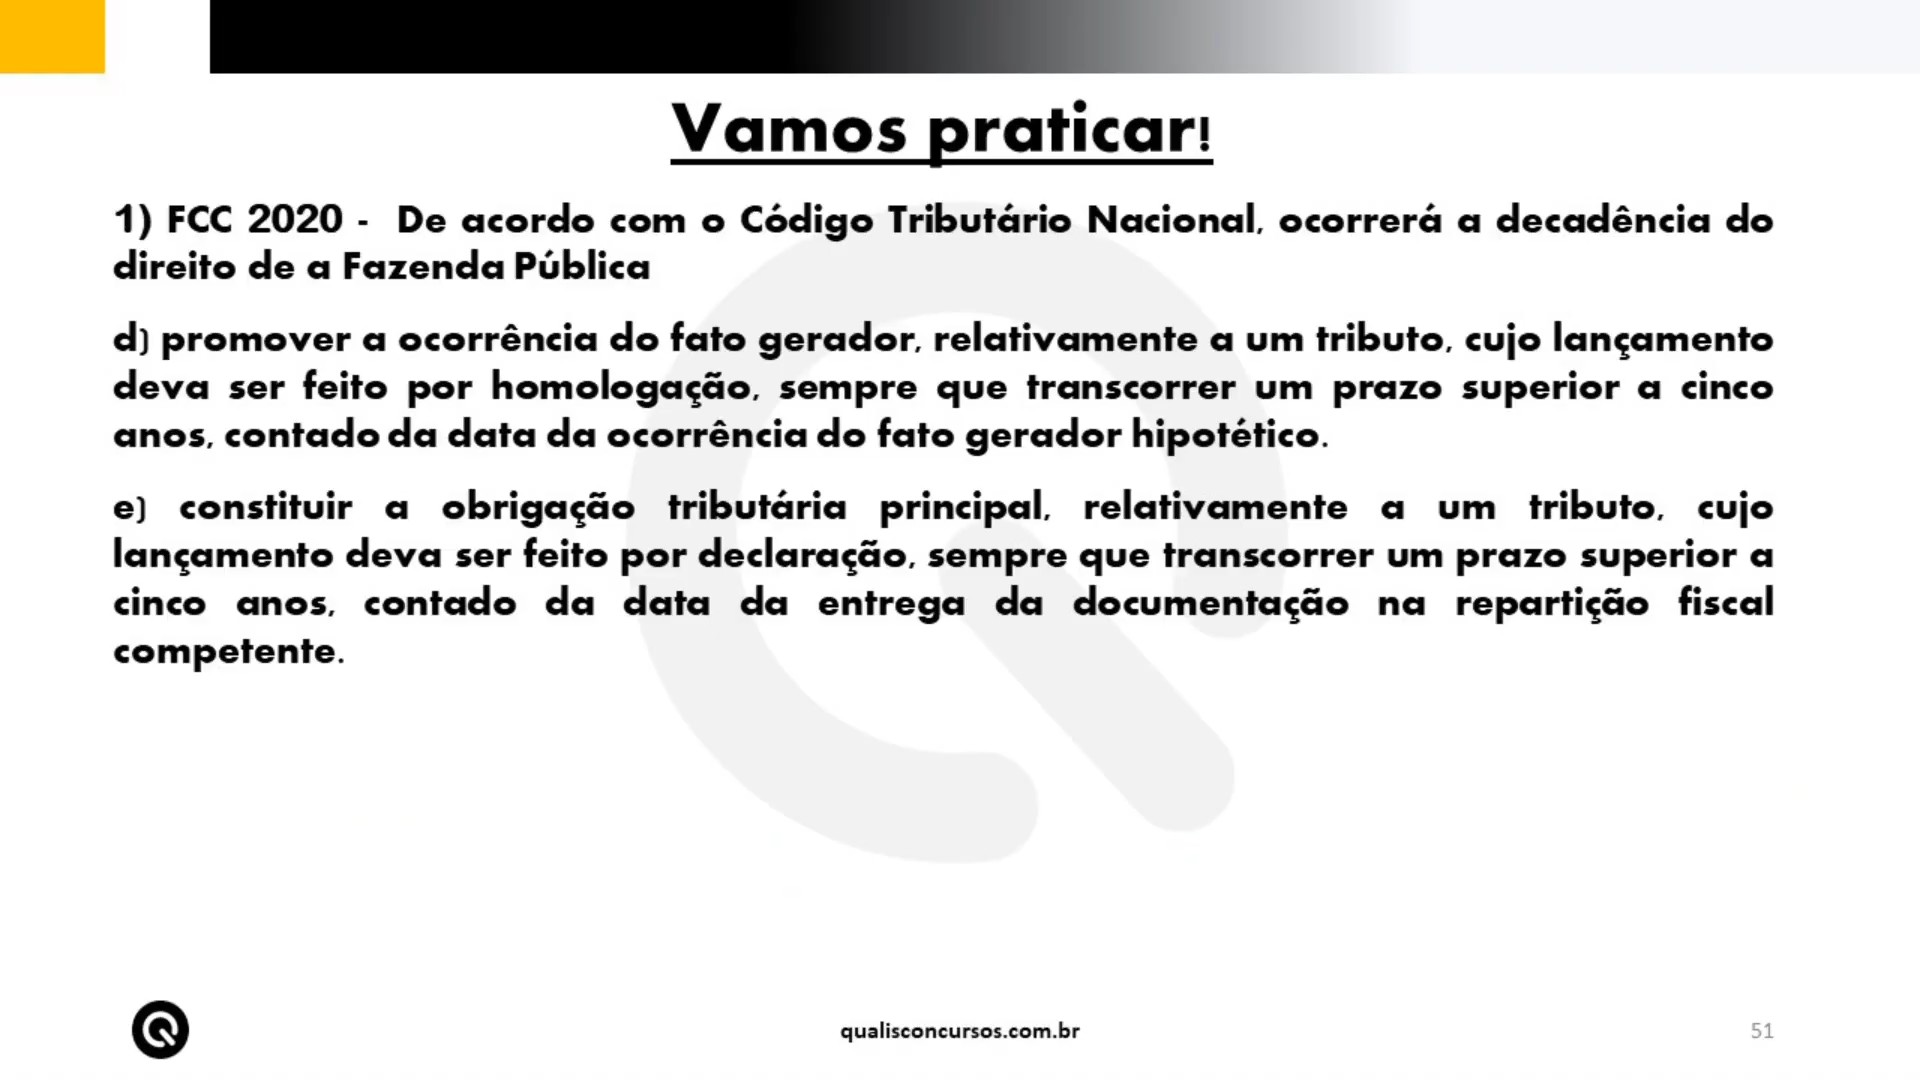 Vamos praticar!
1) FCC 2020 - De acordo com o Código Tributário Nacional, ocorrerá a decadência do
direito de a Fazenda Pública
d) promover a ocorrência do fato gerador, relativamente a um tributo, cujo lançamento
deva ser feito por homologação, sempre que transcorrer um prazo superior a cinco
anos, contado da data da ocorrência do fato gerador hipotético.
e) constituir a obrigação tributária principal, relativamente a um tributo, cujo
lançamento deva ser feito por declaração, sempre que transcorrer um prazo superior a
cinco anos, contado da data da entrega da documentação na repartição fiscal
competente.
qualisconcursos.com.br
51